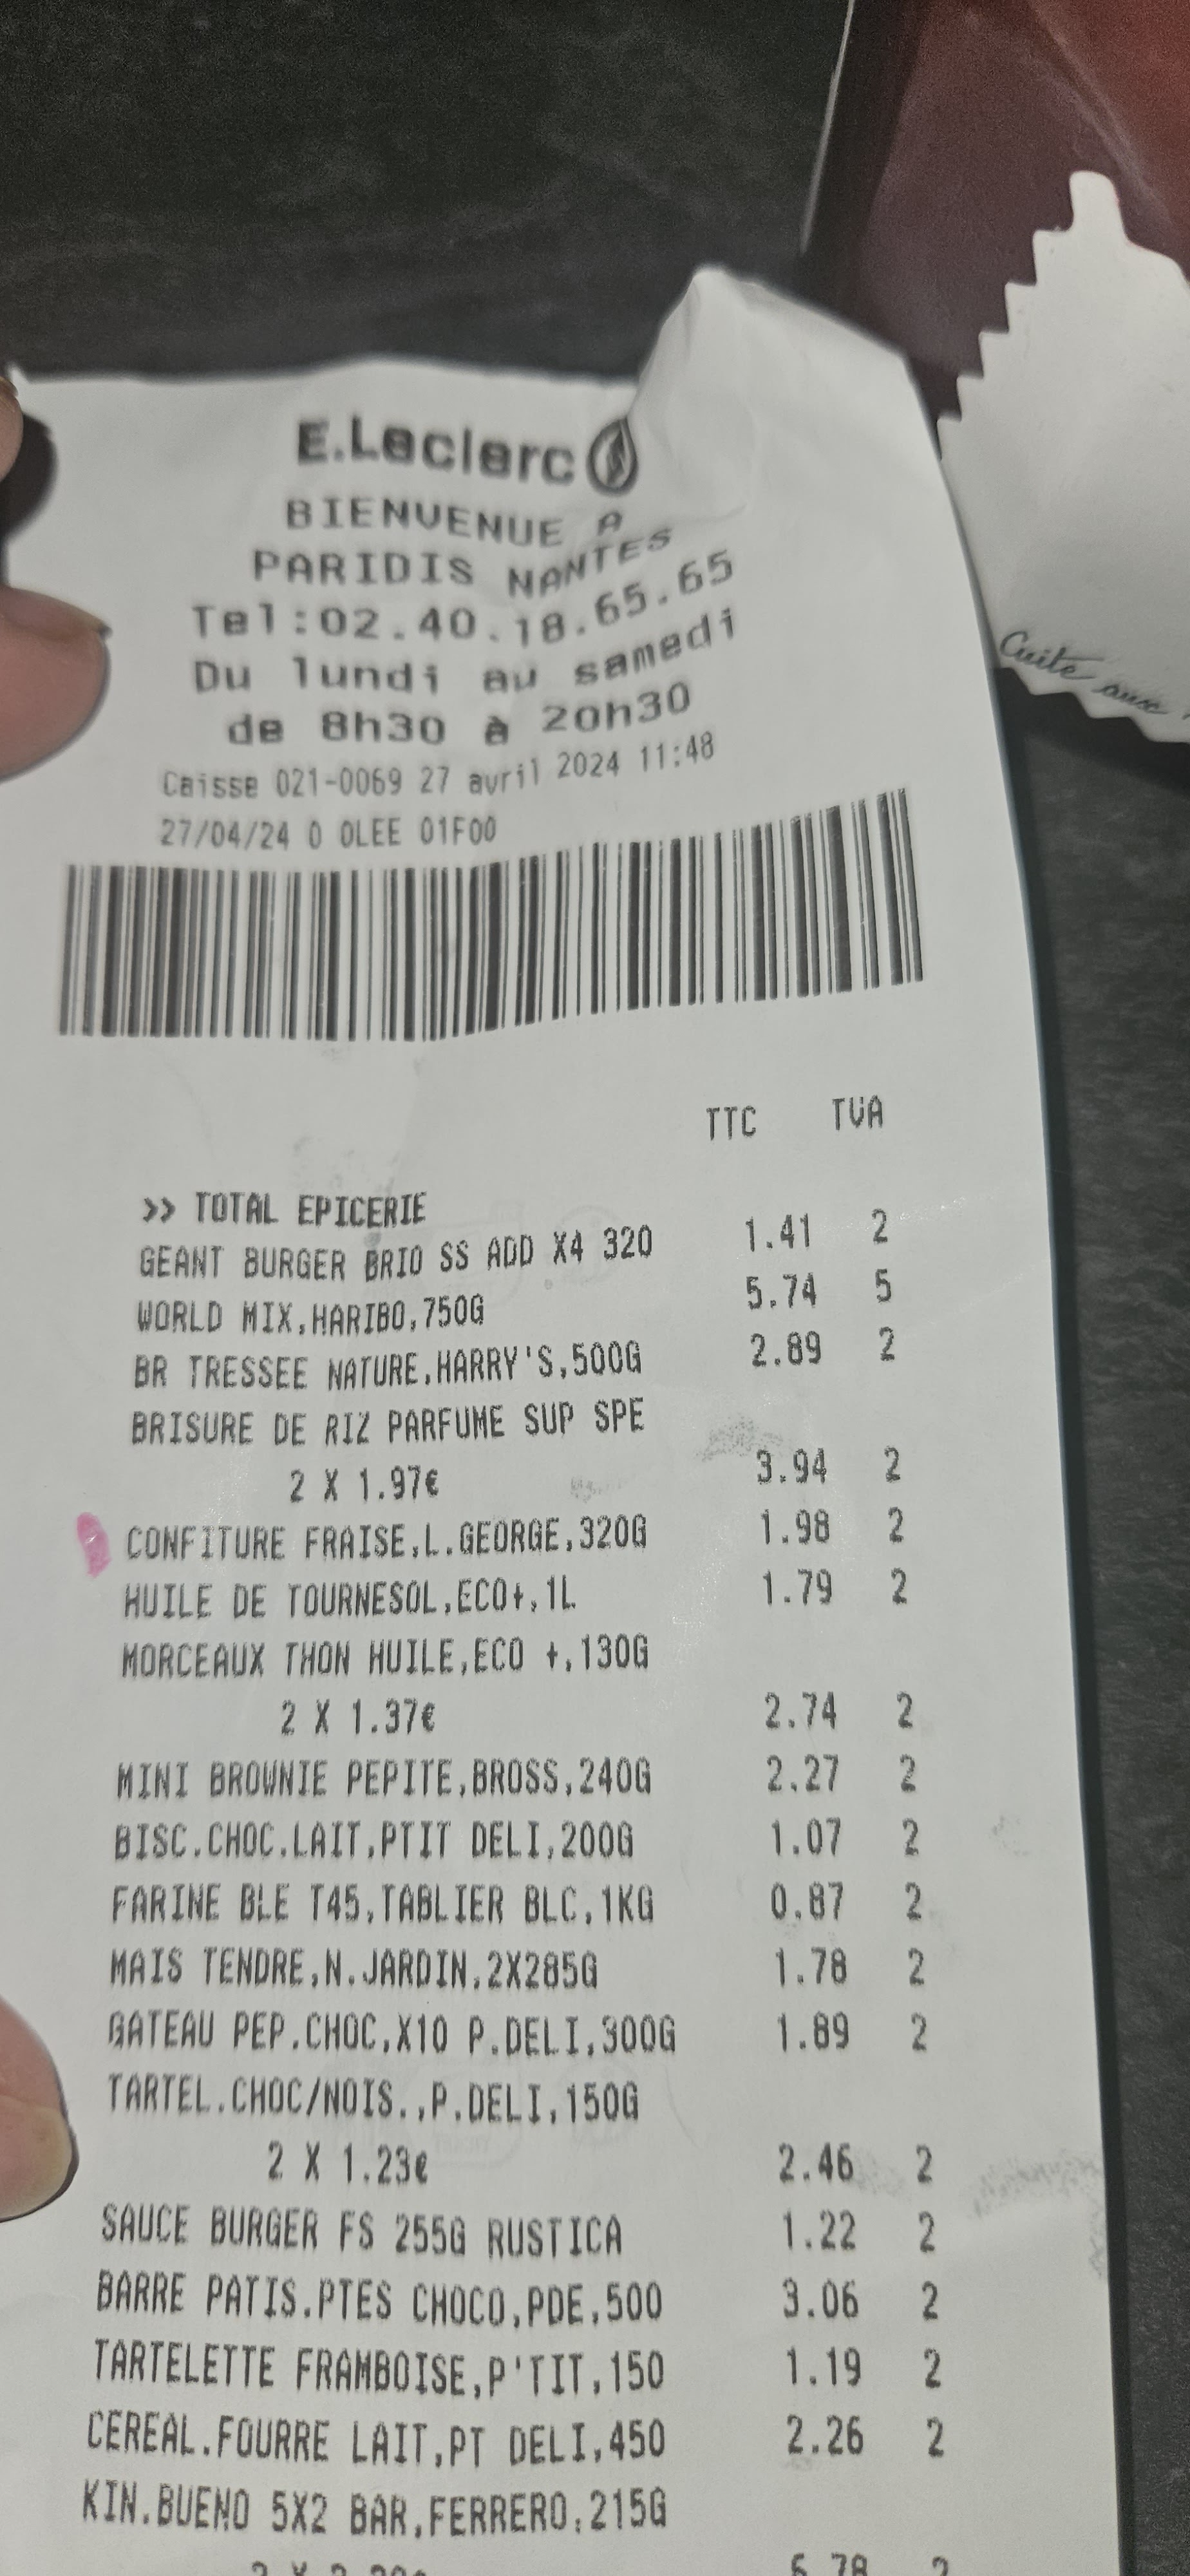 E.Leclerc
BIENVENUE A
PARIDIS NANTES
Tel:02.40.18.65.65
Du lundi au samedi
de 8h30 à 20h30
Caisse 021-0069 27 avril 2024 11:48
27/04/24 0 0LEE 01F00
TTC TVA
>> TOTAL EPICERIE
GEANT BURGER BRIO SS ADD X4 320 1.41 2
WORLD MIX,HARIBO,750G 5.74 5
BR TRESSEE NATURE,HARRY'S,500G 2.89 2
BRISURE DE RIZ PARFUME SUP SPE
2 X 1.97€ 3.94 2
CONFITURE FRAISE,L.GEORGE,320G 1.98 2
HUILE DE TOURNESOL,ECO+,1L 1.79 2
MORCEAUX THON HUILE,ECO +,130G
2 X 1.37€ 2.74 2
MINI BROWNIE PEPITE,BROSS,240G 2.27 2
BISC.CHOC.LAIT,PTIT DELI,200G 1.07 2
FARINE BLE T45,TABLIER BLC,1KG 0.87 2
MAIS TENDRE,N.JARDIN,2X285G 1.78 2
GATEAU PEP.CHOC,X10 P.DELI,300G 1.89 2
TARTEL.CHOC/NOIS.,P.DELI,150G
2 X 1.23€ 2.46 2
SAUCE BURGER FS 255G RUSTICA 1.22 2
BARRE PATIS.PTES CHOCO,PDE,500 3.06 2
TARTELETTE FRAMBOISE,P'TIT,150 1.19 2
CEREAL.FOURRE LAIT,PT DELI,450 2.26 2
KIN.BUENO 5X2 BAR,FERRERO,215G
6.78 2
Cuite aux